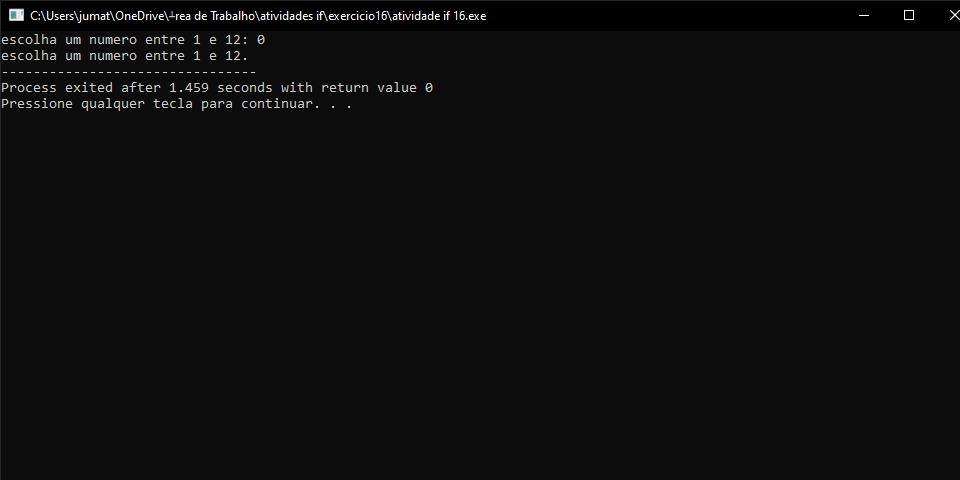 C:\Users\jumat\OneDrive\┴rea de Trabalho\atividades if\exercicio16\atividade if 16.exe
escolha um numero entre 1 e 12: 0
escolha um numero entre 1 e 12.
--------------------------------
Process exited after 1.459 seconds with return value 0
Pressione qualquer tecla para continuar. . .